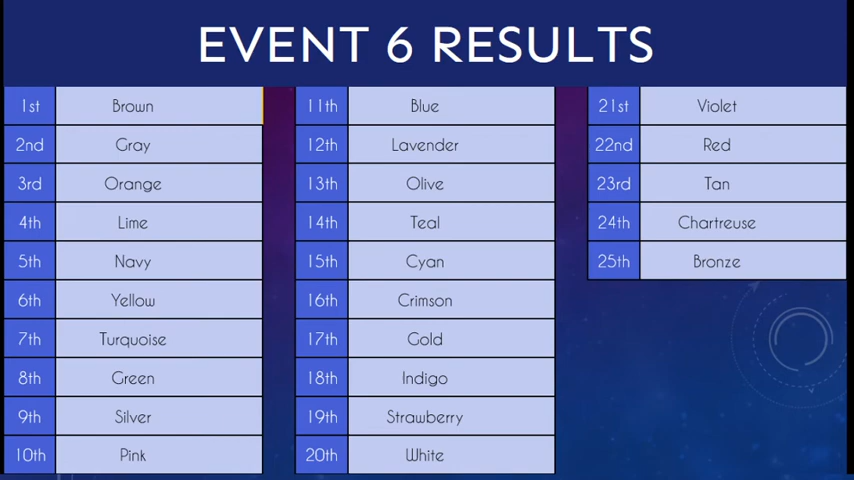 EVENT 6 RESULTS
1st Brown
2nd Gray
3rd Orange
4th Lime
5th Navy
6th Yellow
7th Turquoise
8th Green
9th Silver
10th Pink
11th Blue
12th Lavender
13th Olive
14th Teal
15th Cyan
16th Crimson
17th Gold
18th Indigo
19th Strawberry
20th White
21st Violet
22nd Red
23rd Tan
24th Chartreuse
25th Bronze